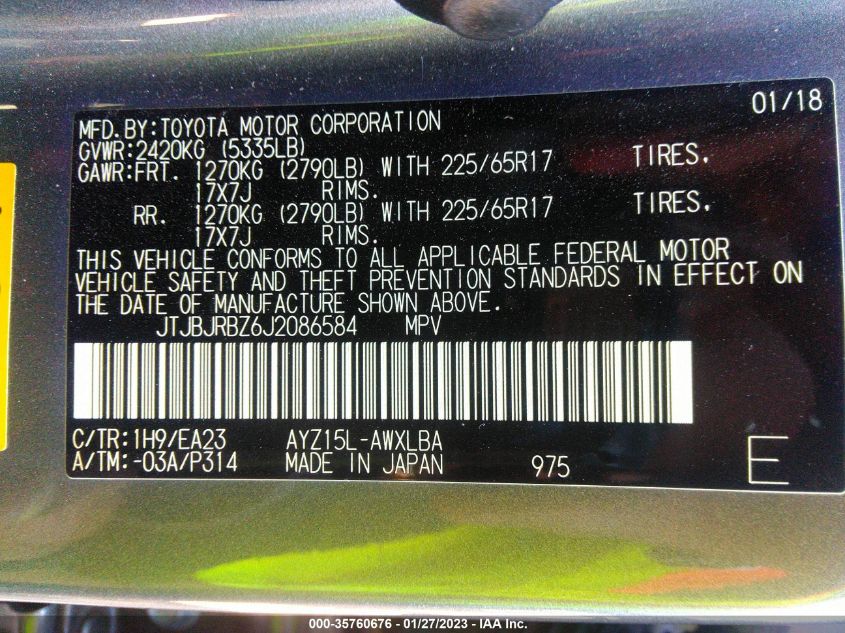 01/18
MFD.BY:TOYOTA MOTOR CORPORATION
GVWR:2420KG (5335LB)
GAWR:FRT. 1270KG (2790LB) WITH 225/65R17 TIRES,
17X7J RIMS.
RR. 1270KG (2790LB) WITH 225/65R17 TIRES,
17X7J RIMS.
THIS VEHICLE CONFORMS TO ALL APPLICABLE FEDERAL MOTOR
VEHICLE SAFETY AND THEFT PREVENTION STANDARDS IN EFFECT ON
THE DATE OF MANUFACTURE SHOWN ABOVE.
JTJBJRBZ6J2086584 MPV
C/TR:1H9/EA23 AYZ15L-AWXLBA
A/TM:-03A/P314 MADE IN JAPAN 975 E
000-35760676 - 01/27/2023 - IAA Inc.